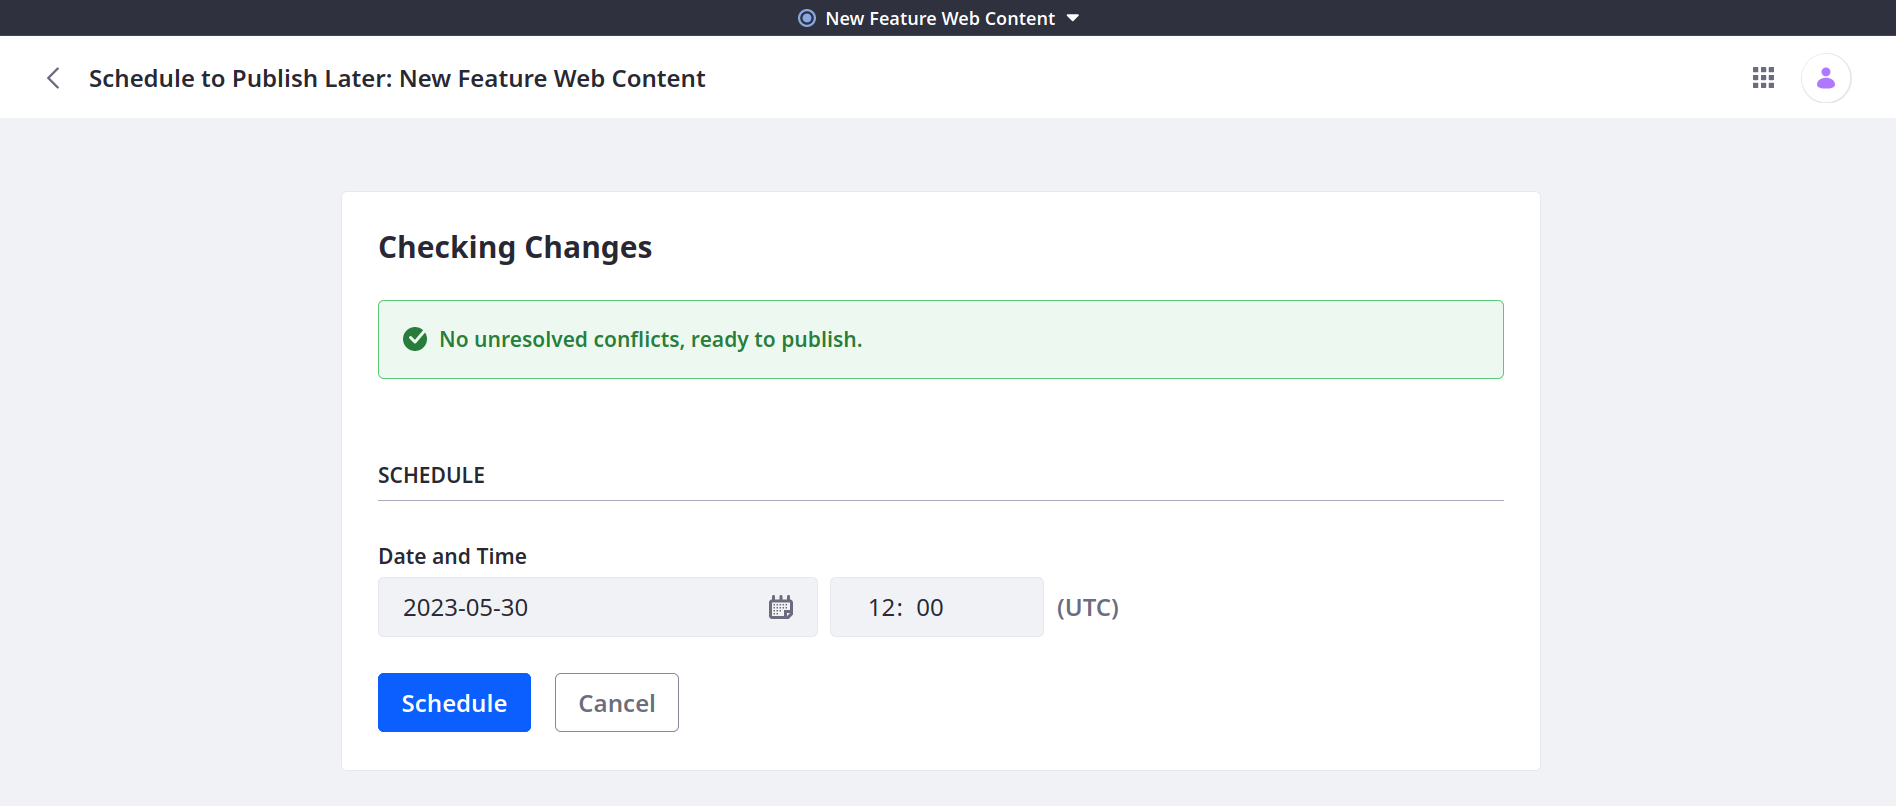 New Feature Web Content
Schedule to Publish Later: New Feature Web Content
Checking Changes
No unresolved conflicts, ready to publish.
SCHEDULE
Date and Time
2023-05-30 12: 00 (UTC)
Schedule Cancel